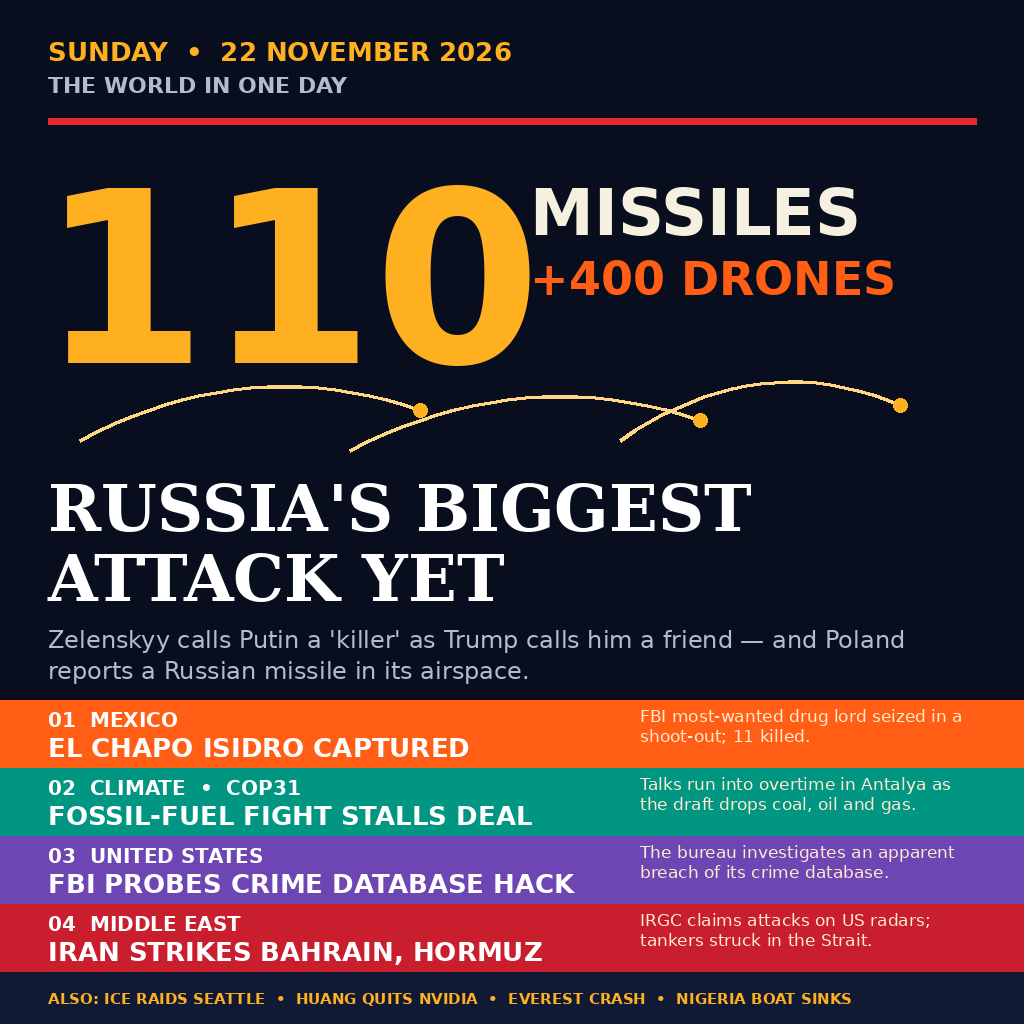 SUNDAY • 22 NOVEMBER 2026
THE WORLD IN ONE DAY
110
MISSILES
+400 DRONES
RUSSIA'S BIGGEST
ATTACK YET
Zelenskyy calls Putin a 'killer' as Trump calls him a friend — and Poland
reports a Russian missile in its airspace.
01 MEXICO
EL CHAPO ISIDRO CAPTURED
FBI most-wanted drug lord seized in a
shoot-out; 11 killed.
02 CLIMATE • COP31
FOSSIL-FUEL FIGHT STALLS DEAL
Talks run into overtime in Antalya as
the draft drops coal, oil and gas.
03 UNITED STATES
FBI PROBES CRIME DATABASE HACK
The bureau investigates an apparent
breach of its crime database.
04 MIDDLE EAST
IRAN STRIKES BAHRAIN, HORMUZ
IRGC claims attacks on US radars;
tankers struck in the Strait.
ALSO: ICE RAIDS SEATTLE • HUANG QUITS NVIDIA • EVEREST CRASH • NIGERIA BOAT SINKS